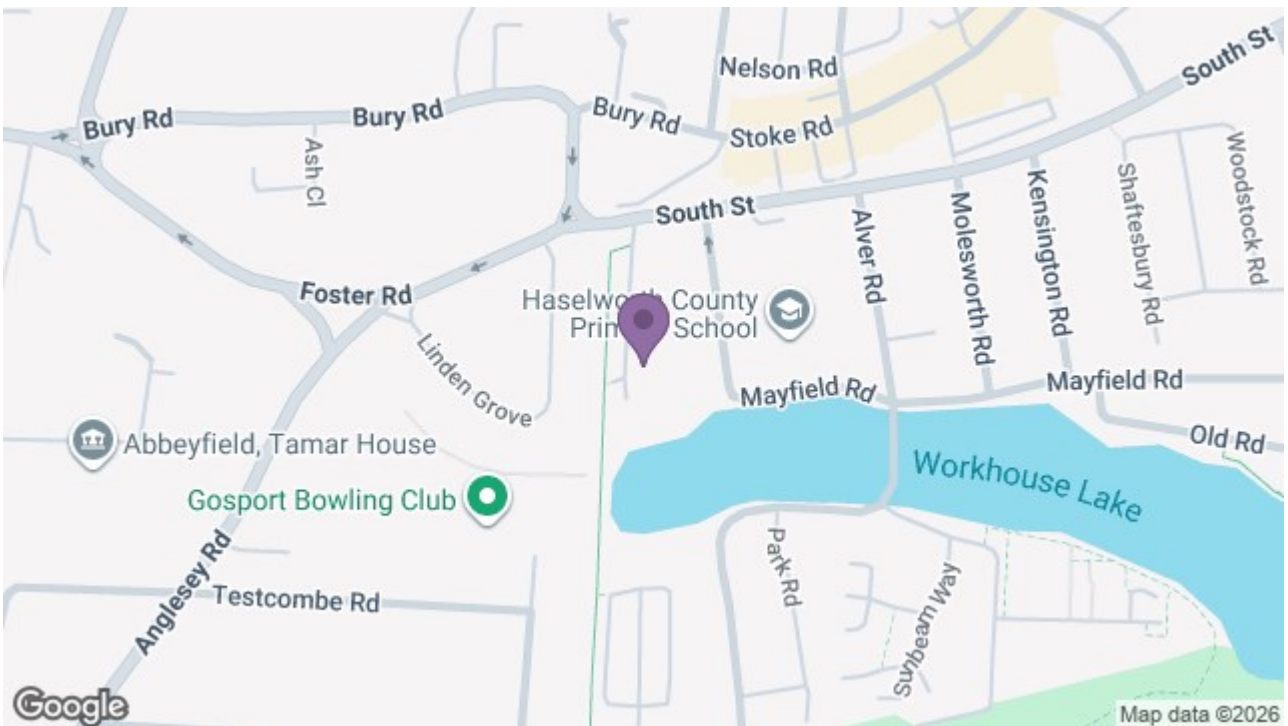 South St
Nelson Rd
Bury Rd
Bury Rd
Bury Rd
Stoke Rd
Ash Cl
South St
Alver Rd
Molesworth Rd
Kensington Rd
Shaftesbury Rd
Woodstock Rd
Foster Rd
Haselworth County
Primary School
Linden Grove
Mayfield Rd
Mayfield Rd
Old Rd
Abbeyfield, Tamar House
Gosport Bowling Club
Workhouse Lake
Park Rd
Sunbeam Way
Anglesey Rd
Testcombe Rd
Google
Map data ©2026